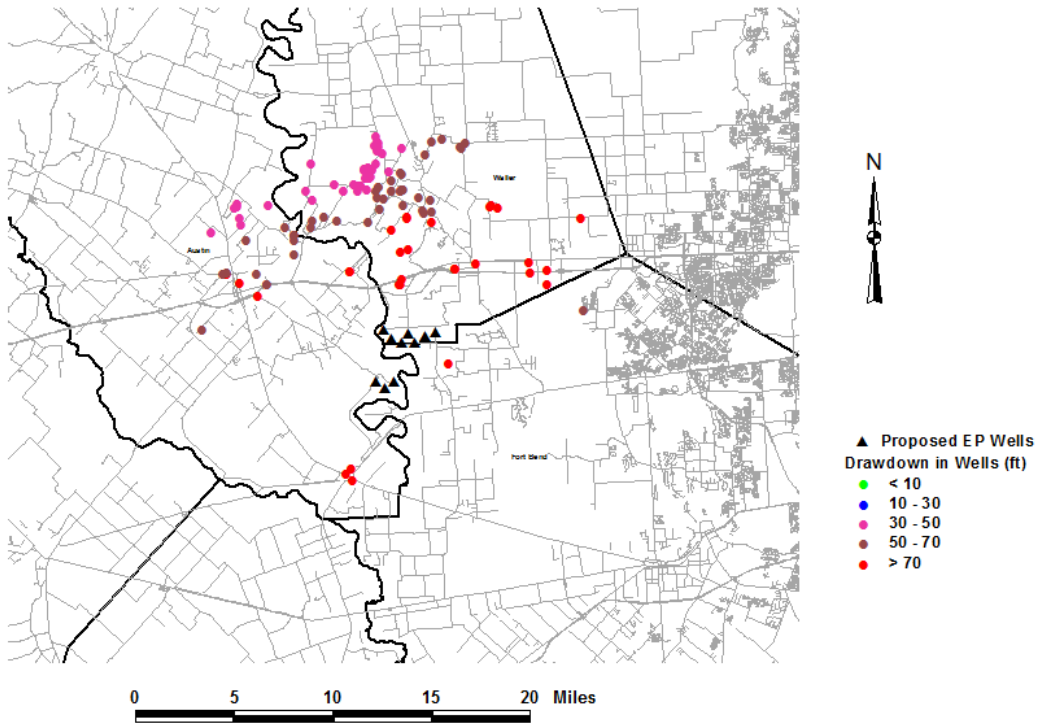 Waller
N
Austin
Fort Bend
Proposed EP Wells
Drawdown in Wells (ft)
< 10
10 - 30
30 - 50
50 - 70
> 70
0 5 10 15 20 Miles